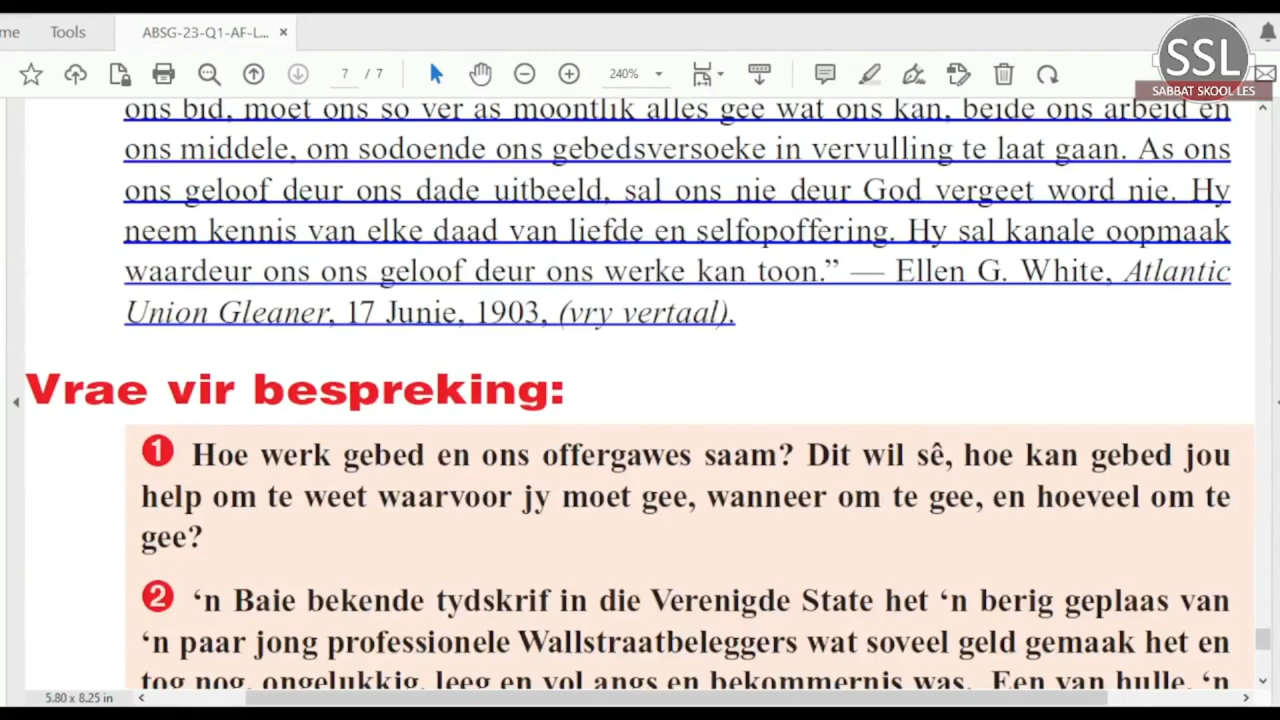 me Tools ABSG-23-Q1-AF-L... ×
7 / 7 240%
SSL
SABBAT SKOOL LES
ons bid, moet ons so ver as moontlik alles gee wat ons kan, beide ons arbeid en
ons middele, om sodoende ons gebedsversoeke in vervulling te laat gaan. As ons
ons geloof deur ons dade uitbeeld, sal ons nie deur God vergeet word nie. Hy
neem kennis van elke daad van liefde en selfopoffering. Hy sal kanale oopmaak
waardeur ons ons geloof deur ons werke kan toon.” — Ellen G. White, Atlantic
Union Gleaner, 17 Junie, 1903, (vry vertaal).
Vrae vir bespreking:
1 Hoe werk gebed en ons offergawes saam? Dit wil sê, hoe kan gebed jou
help om te weet waarvoor jy moet gee, wanneer om te gee, en hoeveel om te
gee?
2 ‘n Baie bekende tydskrif in die Verenigde State het ‘n berig geplaas van
‘n paar jong professionele Wallstraatbeleggers wat soveel geld gemaak het en
tog nog, ongelukkig, leeg en vol angs en bekommernis was. Een van hulle, ‘n
5.80 x 8.25 in